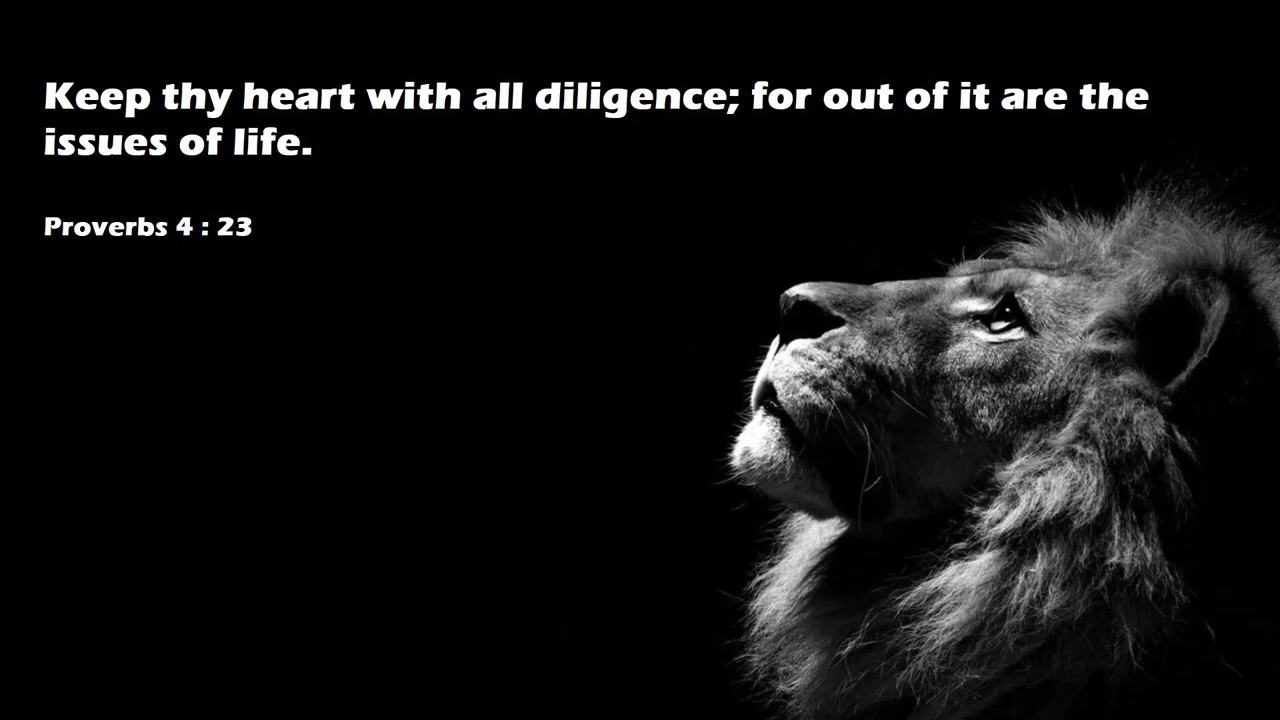 Keep thy heart with all diligence; for out of it are the
issues of life.
Proverbs 4 : 23